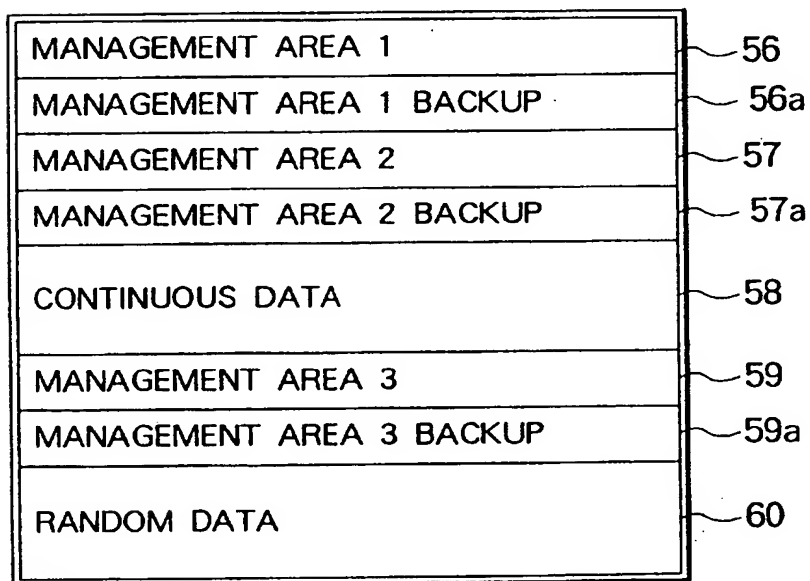 MANAGEMENT AREA 1 56
MANAGEMENT AREA 1 BACKUP 56a
MANAGEMENT AREA 2 57
MANAGEMENT AREA 2 BACKUP 57a
CONTINUOUS DATA 58
MANAGEMENT AREA 3 59
MANAGEMENT AREA 3 BACKUP 59a
RANDOM DATA 60